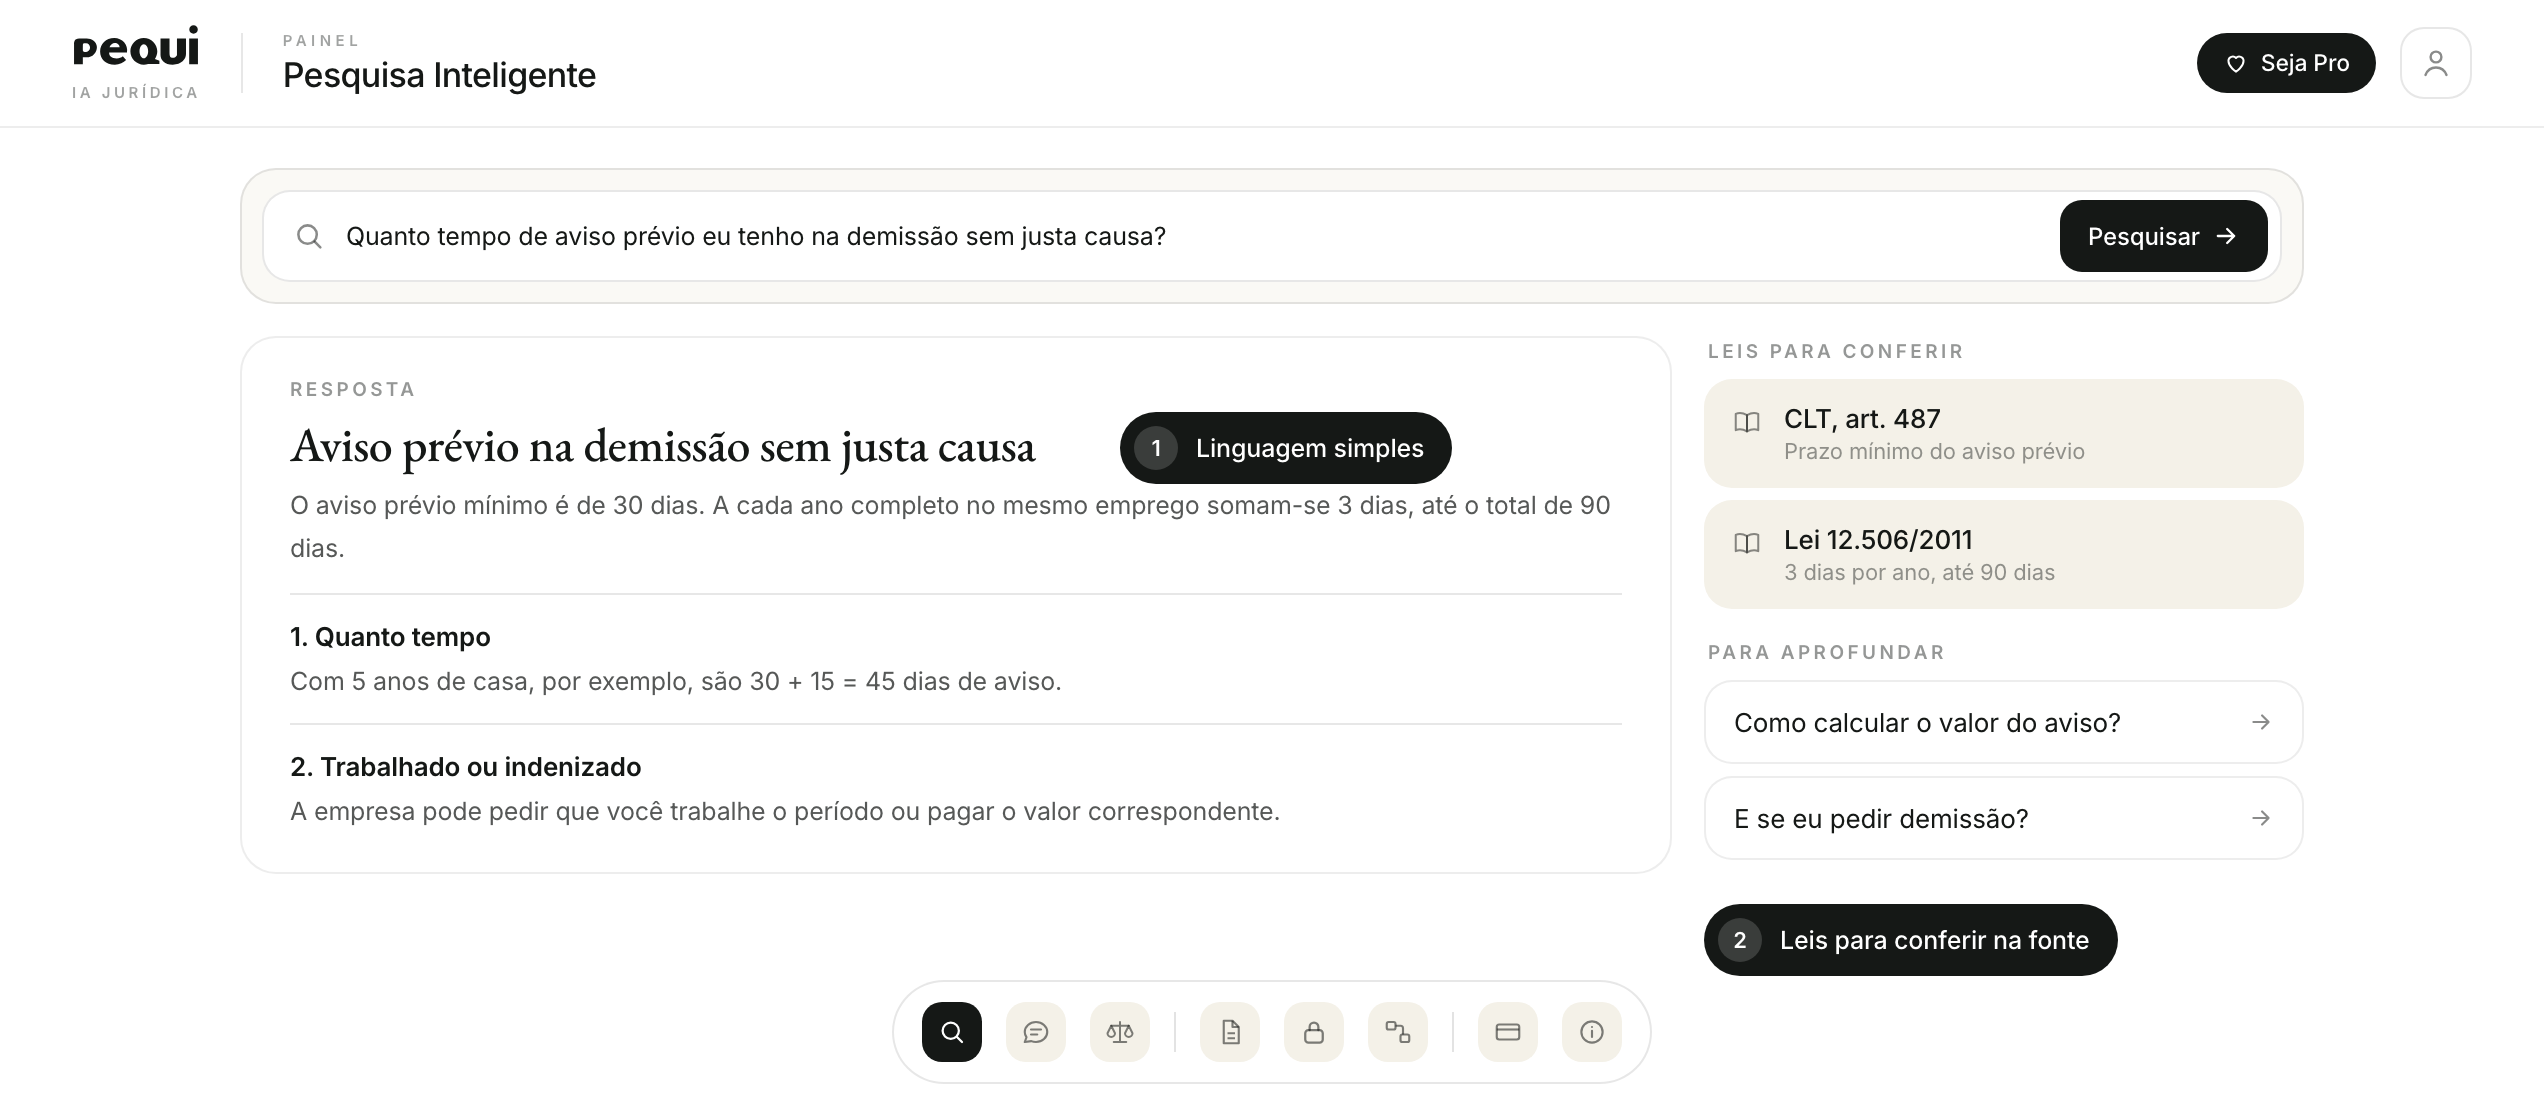 pequi
IA JURÍDICA
PAINEL
Pesquisa Inteligente
Seja Pro
Quanto tempo de aviso prévio eu tenho na demissão sem justa causa?
Pesquisar
RESPOSTA
Aviso prévio na demissão sem justa causa
1 Linguagem simples
O aviso prévio mínimo é de 30 dias. A cada ano completo no mesmo emprego somam-se 3 dias, até o total de 90
dias.
1. Quanto tempo
Com 5 anos de casa, por exemplo, são 30 + 15 = 45 dias de aviso.
2. Trabalhado ou indenizado
A empresa pode pedir que você trabalhe o período ou pagar o valor correspondente.
LEIS PARA CONFERIR
CLT, art. 487
Prazo mínimo do aviso prévio
Lei 12.506/2011
3 dias por ano, até 90 dias
PARA APROFUNDAR
Como calcular o valor do aviso?
E se eu pedir demissão?
2 Leis para conferir na fonte